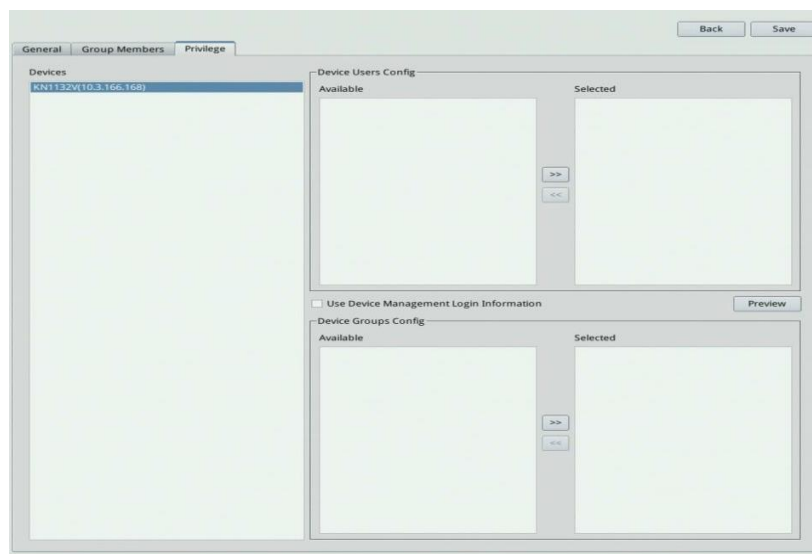 Back Save
General Group Members Privilege
Devices
KN1132V(10.3.166.168)
Device Users Config
Available Selected
>>
<<
Use Device Management Login Information Preview
Device Groups Config
Available Selected
>>
<<